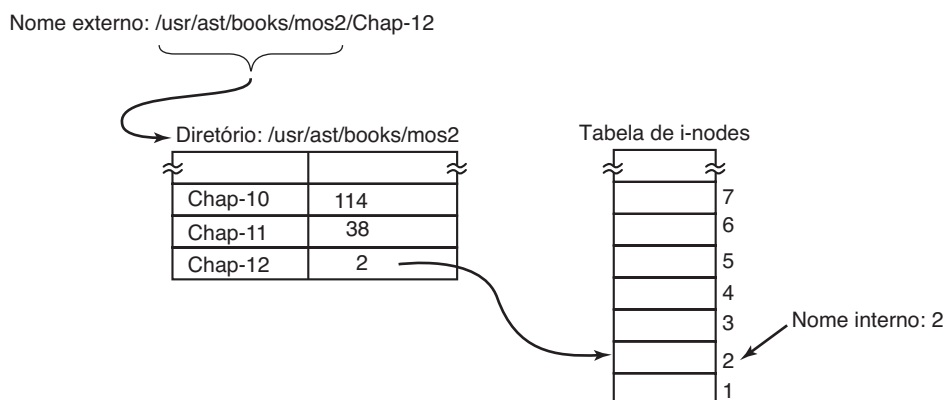 Nome externo: /usr/ast/books/mos2/Chap-12
Diretório: /usr/ast/books/mos2
Chap-10 114
Chap-11 38
Chap-12 2
Tabela de i-nodes
7
6
5
4
3
2
1
Nome interno: 2